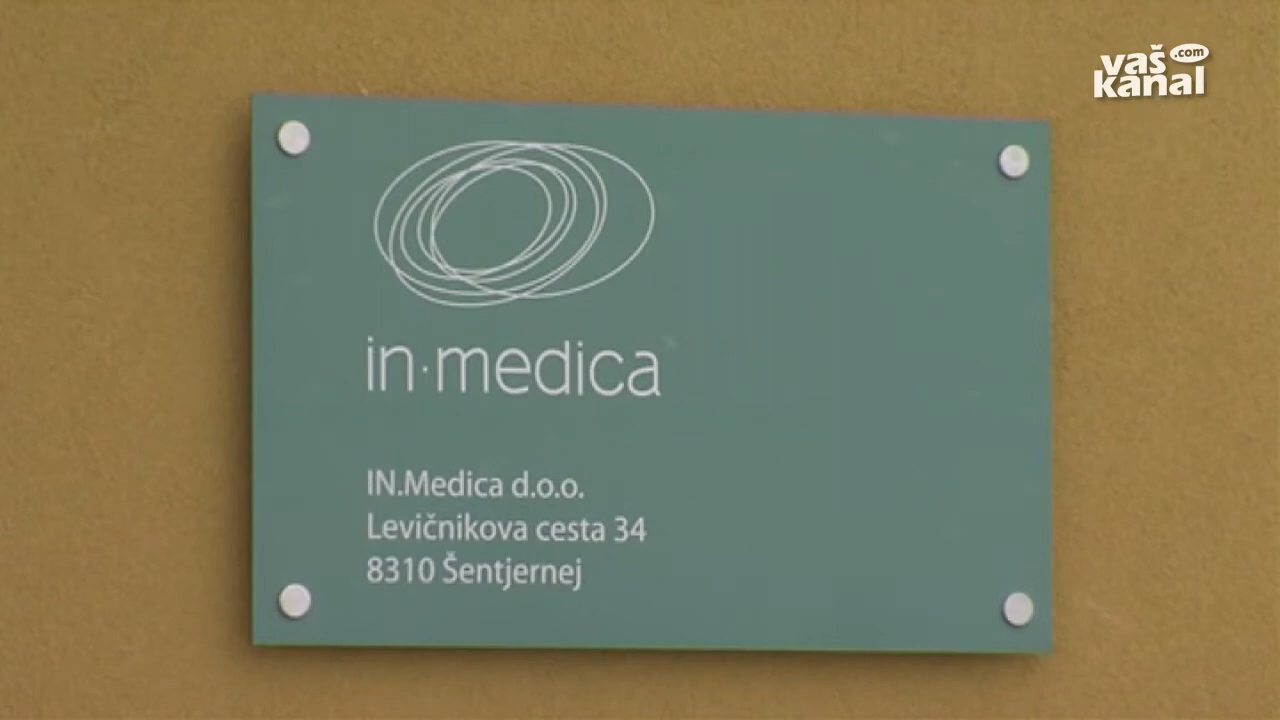 vaš .com
kanal
in·medica
IN.Medica d.o.o.
Levičnikova cesta 34
8310 Šentjernej